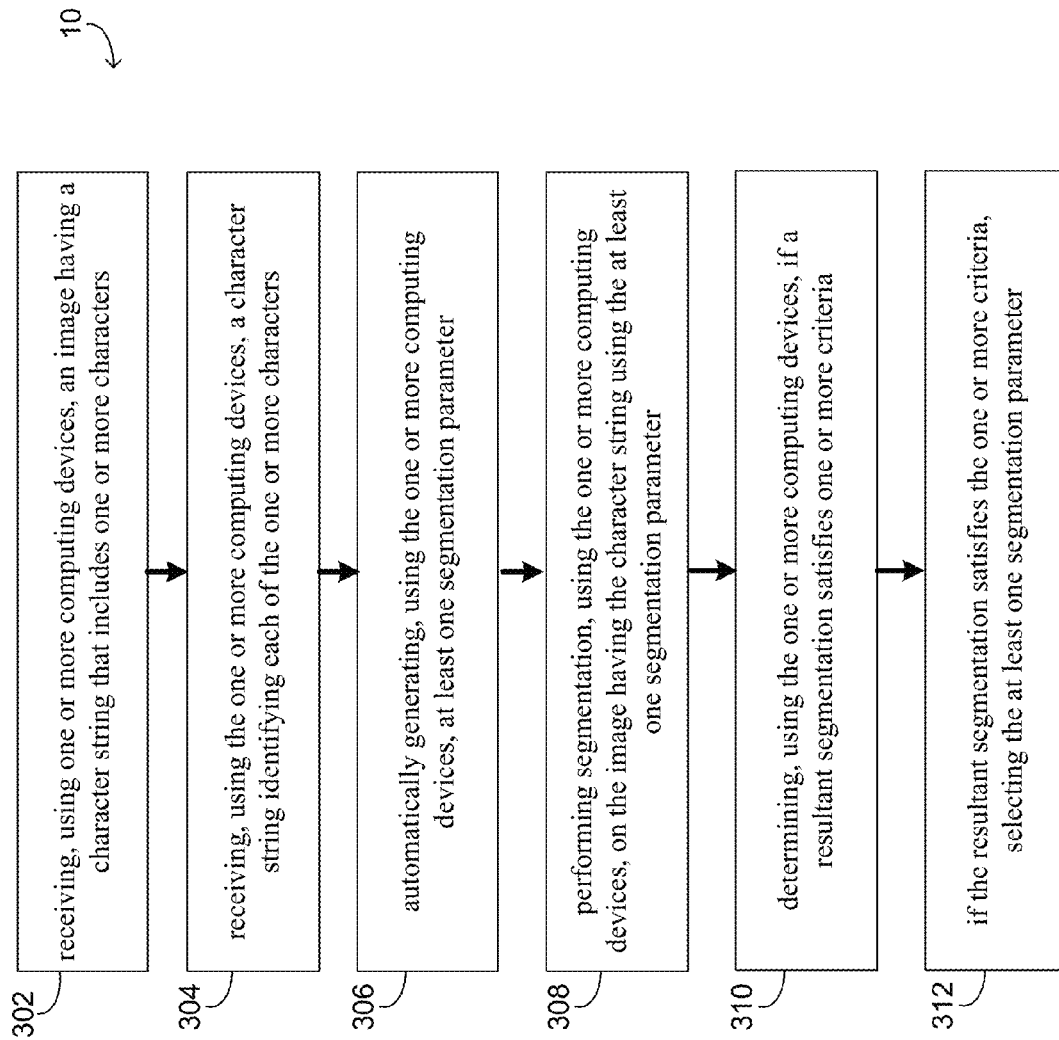 10
302
receiving, using one or more computing devices, an image having a
character string that includes one or more characters
304
receiving, using the one or more computing devices, a character
string identifying each of the one or more characters
306
automatically generating, using the one or more computing
devices, at least one segmentation parameter
308
performing segmentation, using the one or more computing
devices, on the image having the character string using the at least
one segmentation parameter
310
determining, using the one or more computing devices, if a
resultant segmentation satisfies one or more criteria
312
if the resultant segmentation satisfies the one or more criteria,
selecting the at least one segmentation parameter